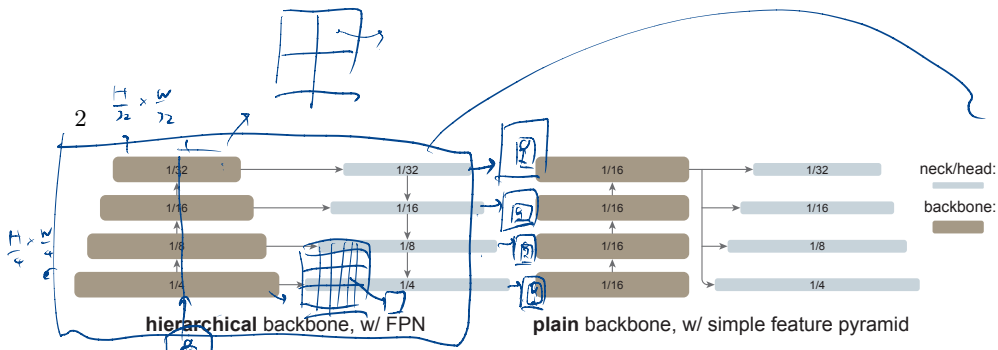 H/32 × W/32
2
1/32 1/32 1/16 1/32 neck/head:
1/16 1/16 1/16 1/16 backbone:
H/4 × W/4
1/8 1/8 1/16 1/8
1/4 1/4 1/16 1/4
hierarchical backbone, w/ FPN plain backbone, w/ simple feature pyramid